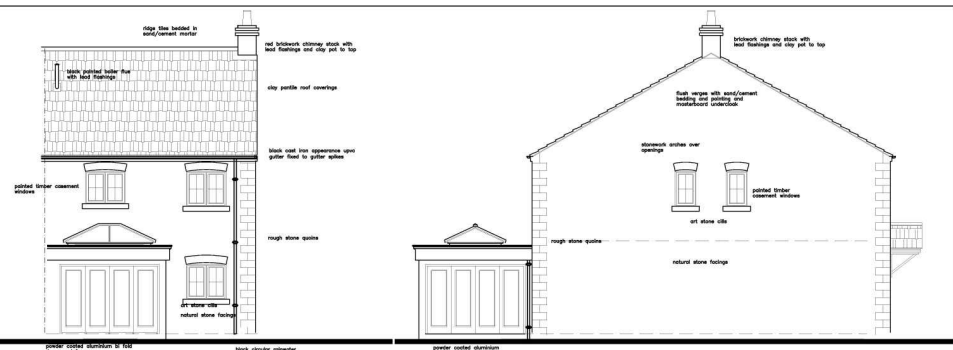 ridge tiles bedded in
sand/cement mortar
red brickwork chimney stack with
lead flashings and clay pot to top
black painted boiler flue
with lead flashings
clay pantile roof coverings
black cast iron appearance upvc
gutter fixed to gutter spikes
painted timber casement
windows
rough stone quoins
art stone cills
natural stone facings
powder coated aluminium bi fold
black circular rainwater
brickwork chimney stack with
lead flashings and clay pot to top
flush verges with sand/cement
bedding and pointing and
masterboard undercloak
stonework arches over
openings
painted timber
casement windows
art stone cills
rough stone quoins
natural stone facings
powder coated aluminium